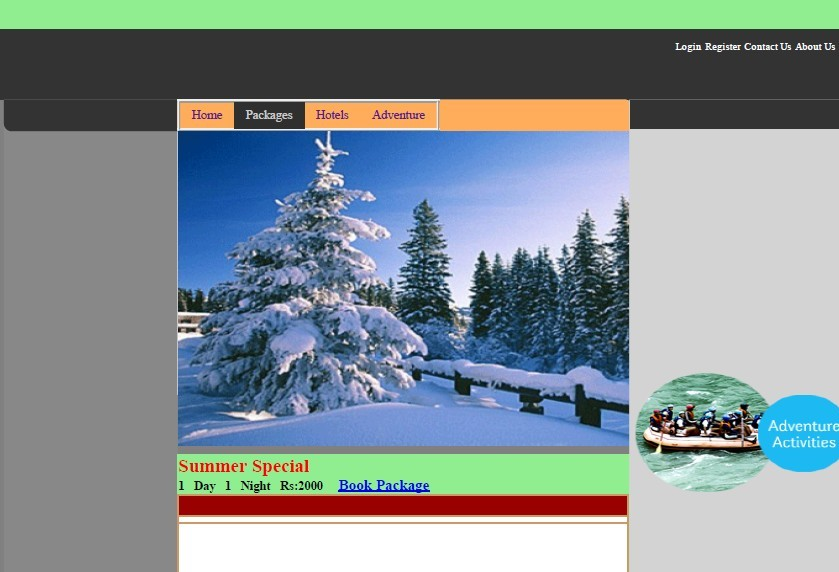 Login Register Contact Us About Us
Home Packages Hotels Adventure
Adventure
Activities
Summer Special
1 Day 1 Night Rs:2000 Book Package